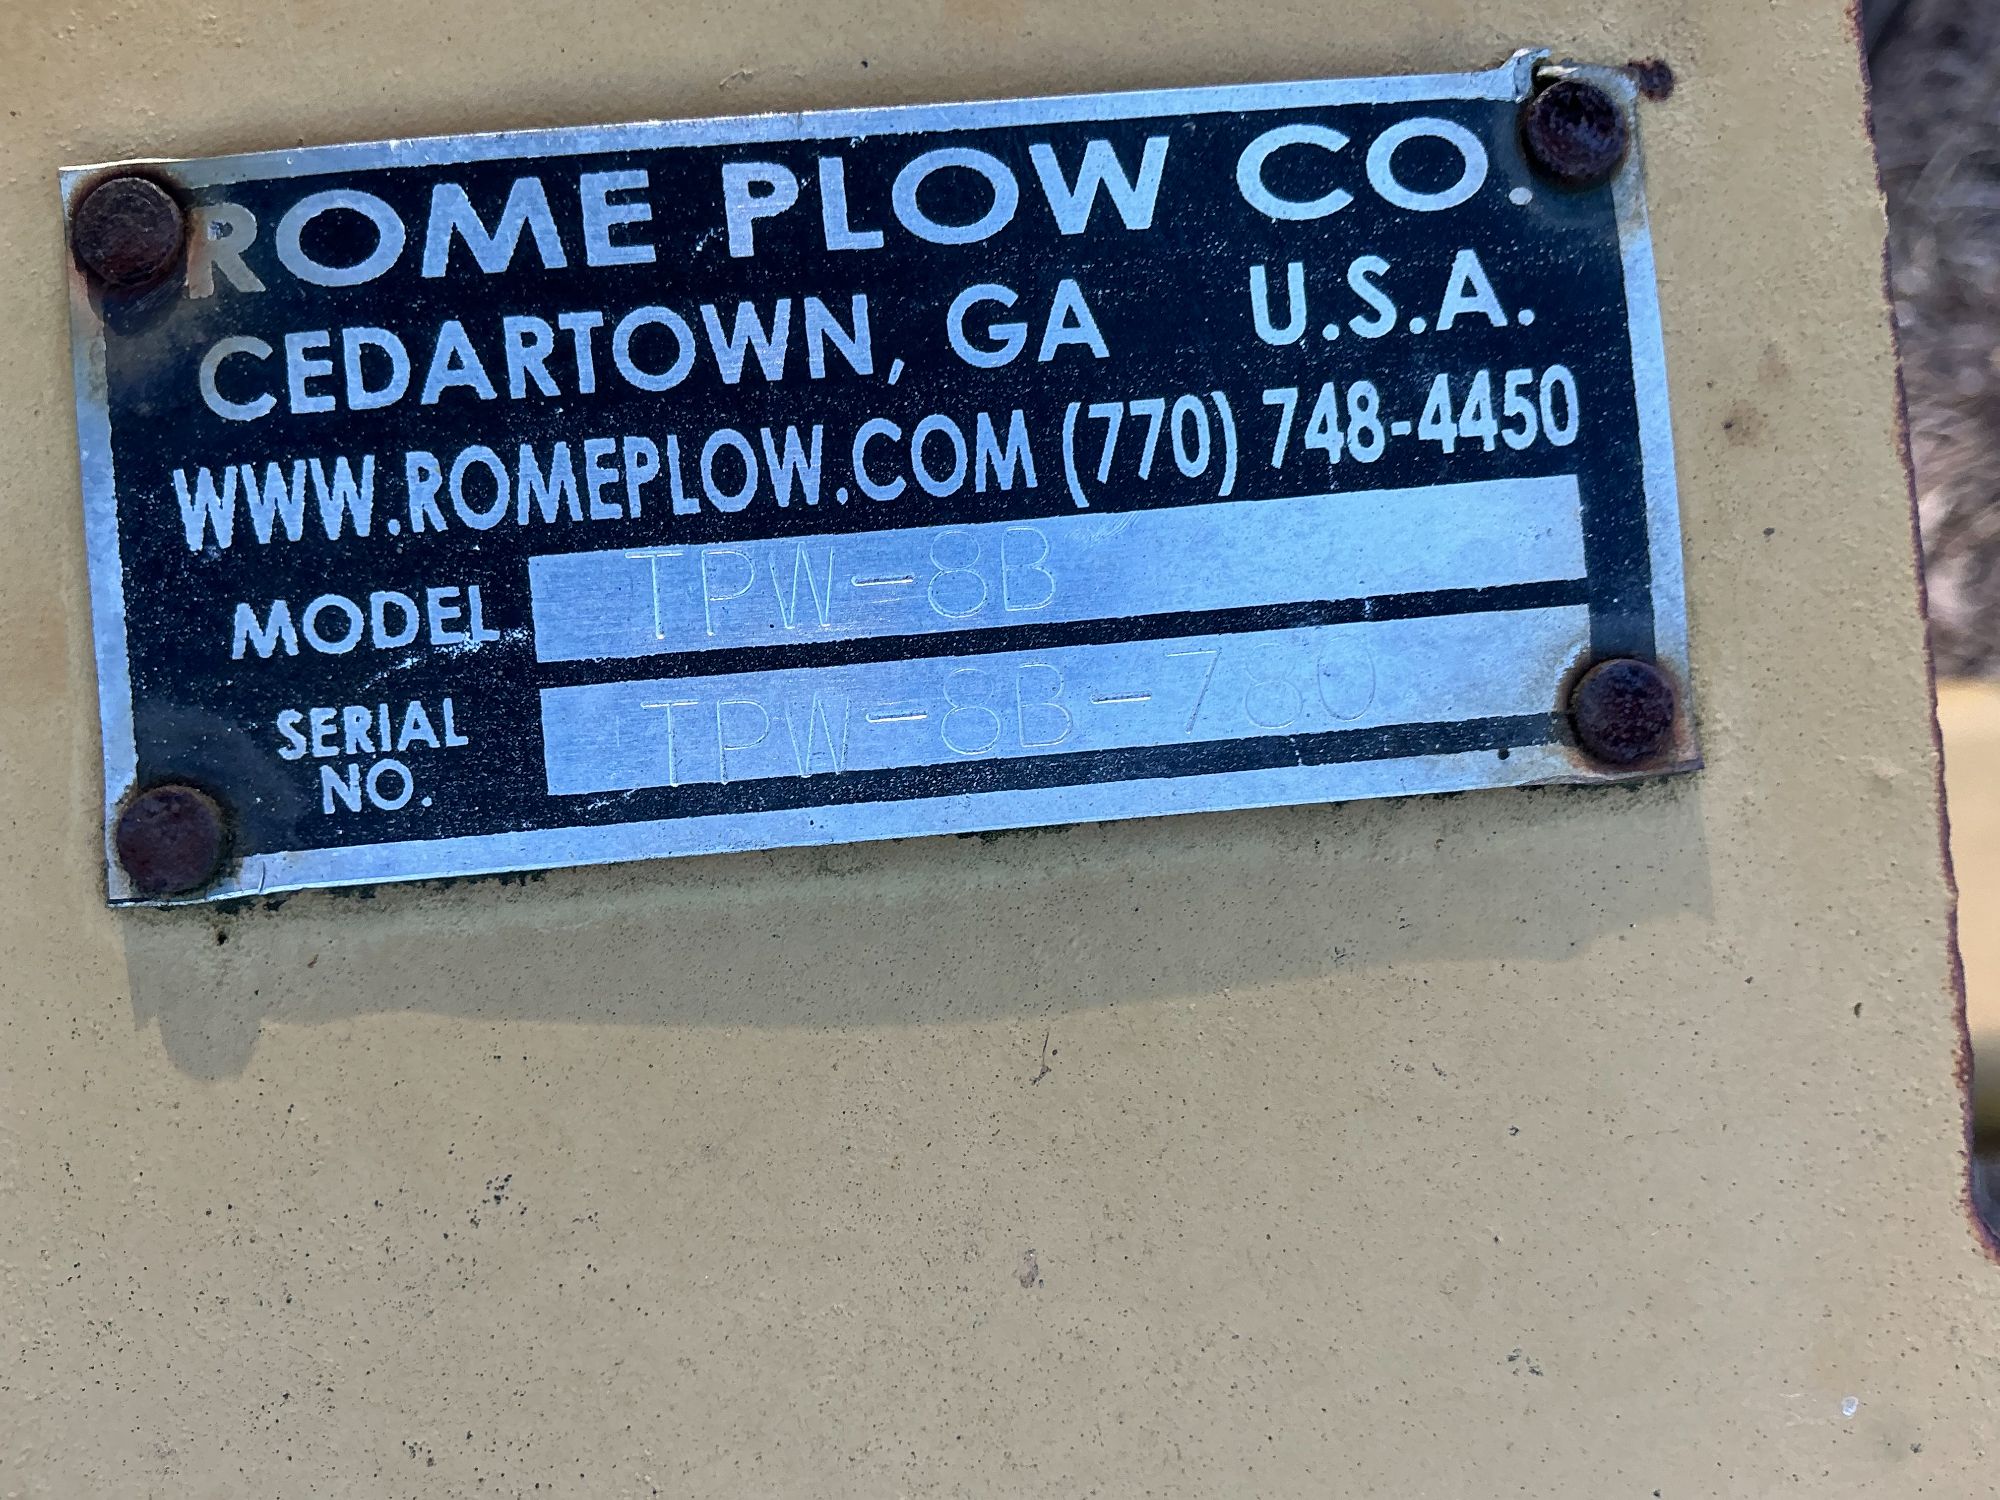 ROME PLOW CO.
CEDARTOWN, GA U.S.A.
WWW.ROMEPLOW.COM (770) 748-4450
MODEL TPW-8B
SERIAL NO. TPW-8B-780